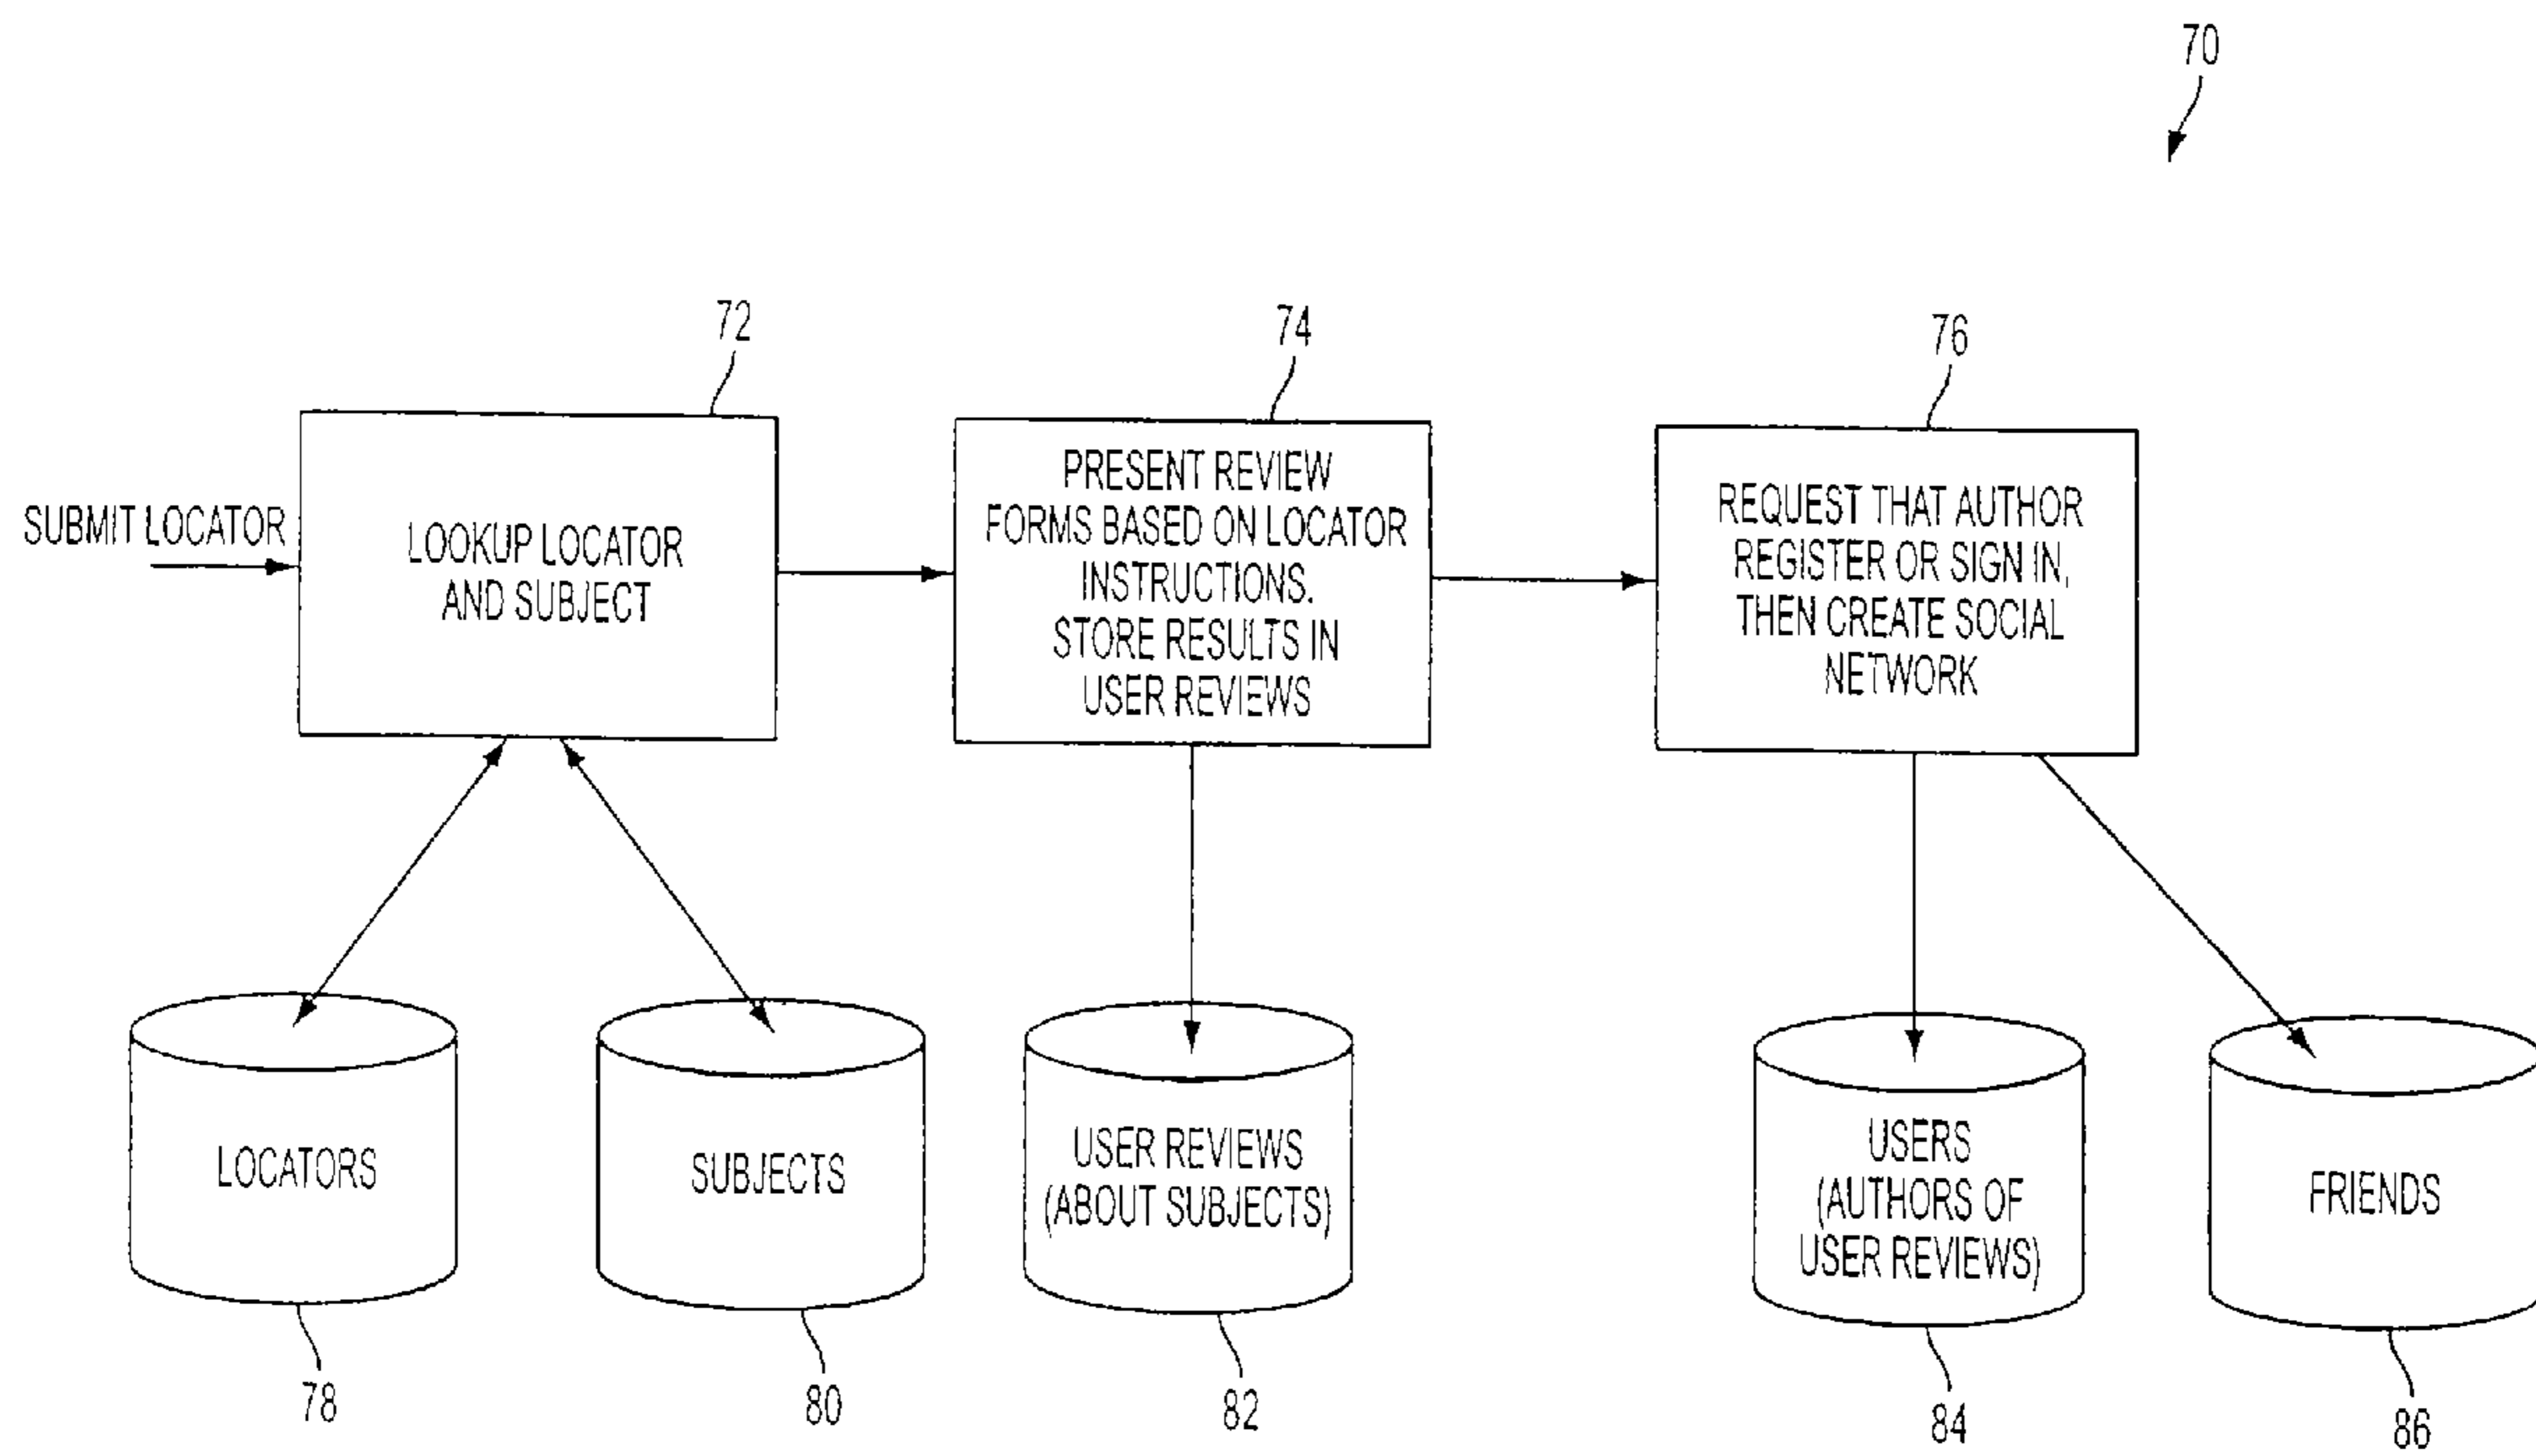 70
72
74
76
SUBMIT LOCATOR
LOOKUP LOCATOR
AND SUBJECT
PRESENT REVIEW
FORMS BASED ON LOCATOR
INSTRUCTIONS.
STORE RESULTS IN
USER REVIEWS
REQUEST THAT AUTHOR
REGISTER OR SIGN IN,
THEN CREATE SOCIAL
NETWORK
LOCATORS
SUBJECTS
USER REVIEWS
(ABOUT SUBJECTS)
USERS
(AUTHORS OF
USER REVIEWS)
FRIENDS
78
80
82
84
86